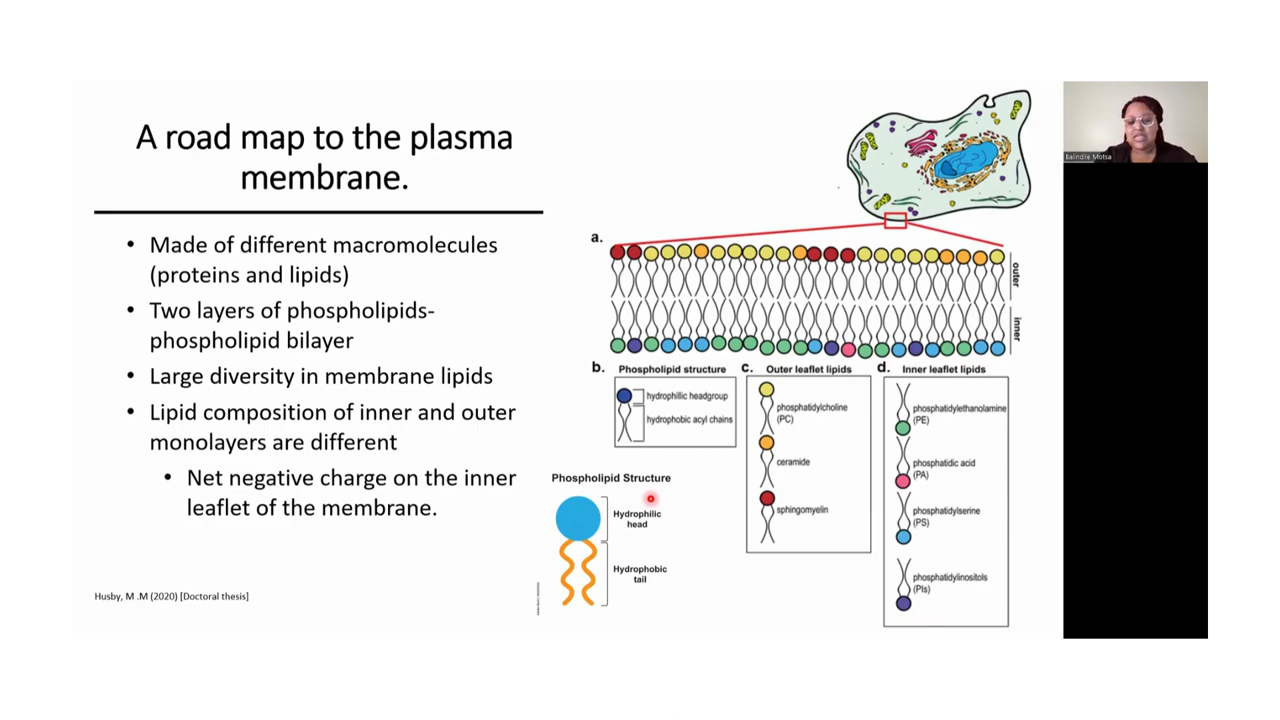 A road map to the plasma
membrane.
• Made of different macromolecules
(proteins and lipids)
• Two layers of phospholipids-
phospholipid bilayer
• Large diversity in membrane lipids
• Lipid composition of inner and outer
monolayers are different
• Net negative charge on the inner
leaflet of the membrane.
Husby, M .M (2020) [Doctoral thesis]
a.
outer
inner
b. Phospholipid structure
hydrophillic headgroup
hydrophobic acyl chains
c. Outer leaflet lipids
phosphatidylcholine
(PC)
ceramide
sphingomyelin
d. Inner leaflet lipids
phosphatidylethanolamine
(PE)
phosphatidic acid
(PA)
phosphatidylserine
(PS)
phosphatidylinositols
(PIs)
Phospholipid Structure
Hydrophilic
head
Hydrophobic
tail
Balindile Motsa